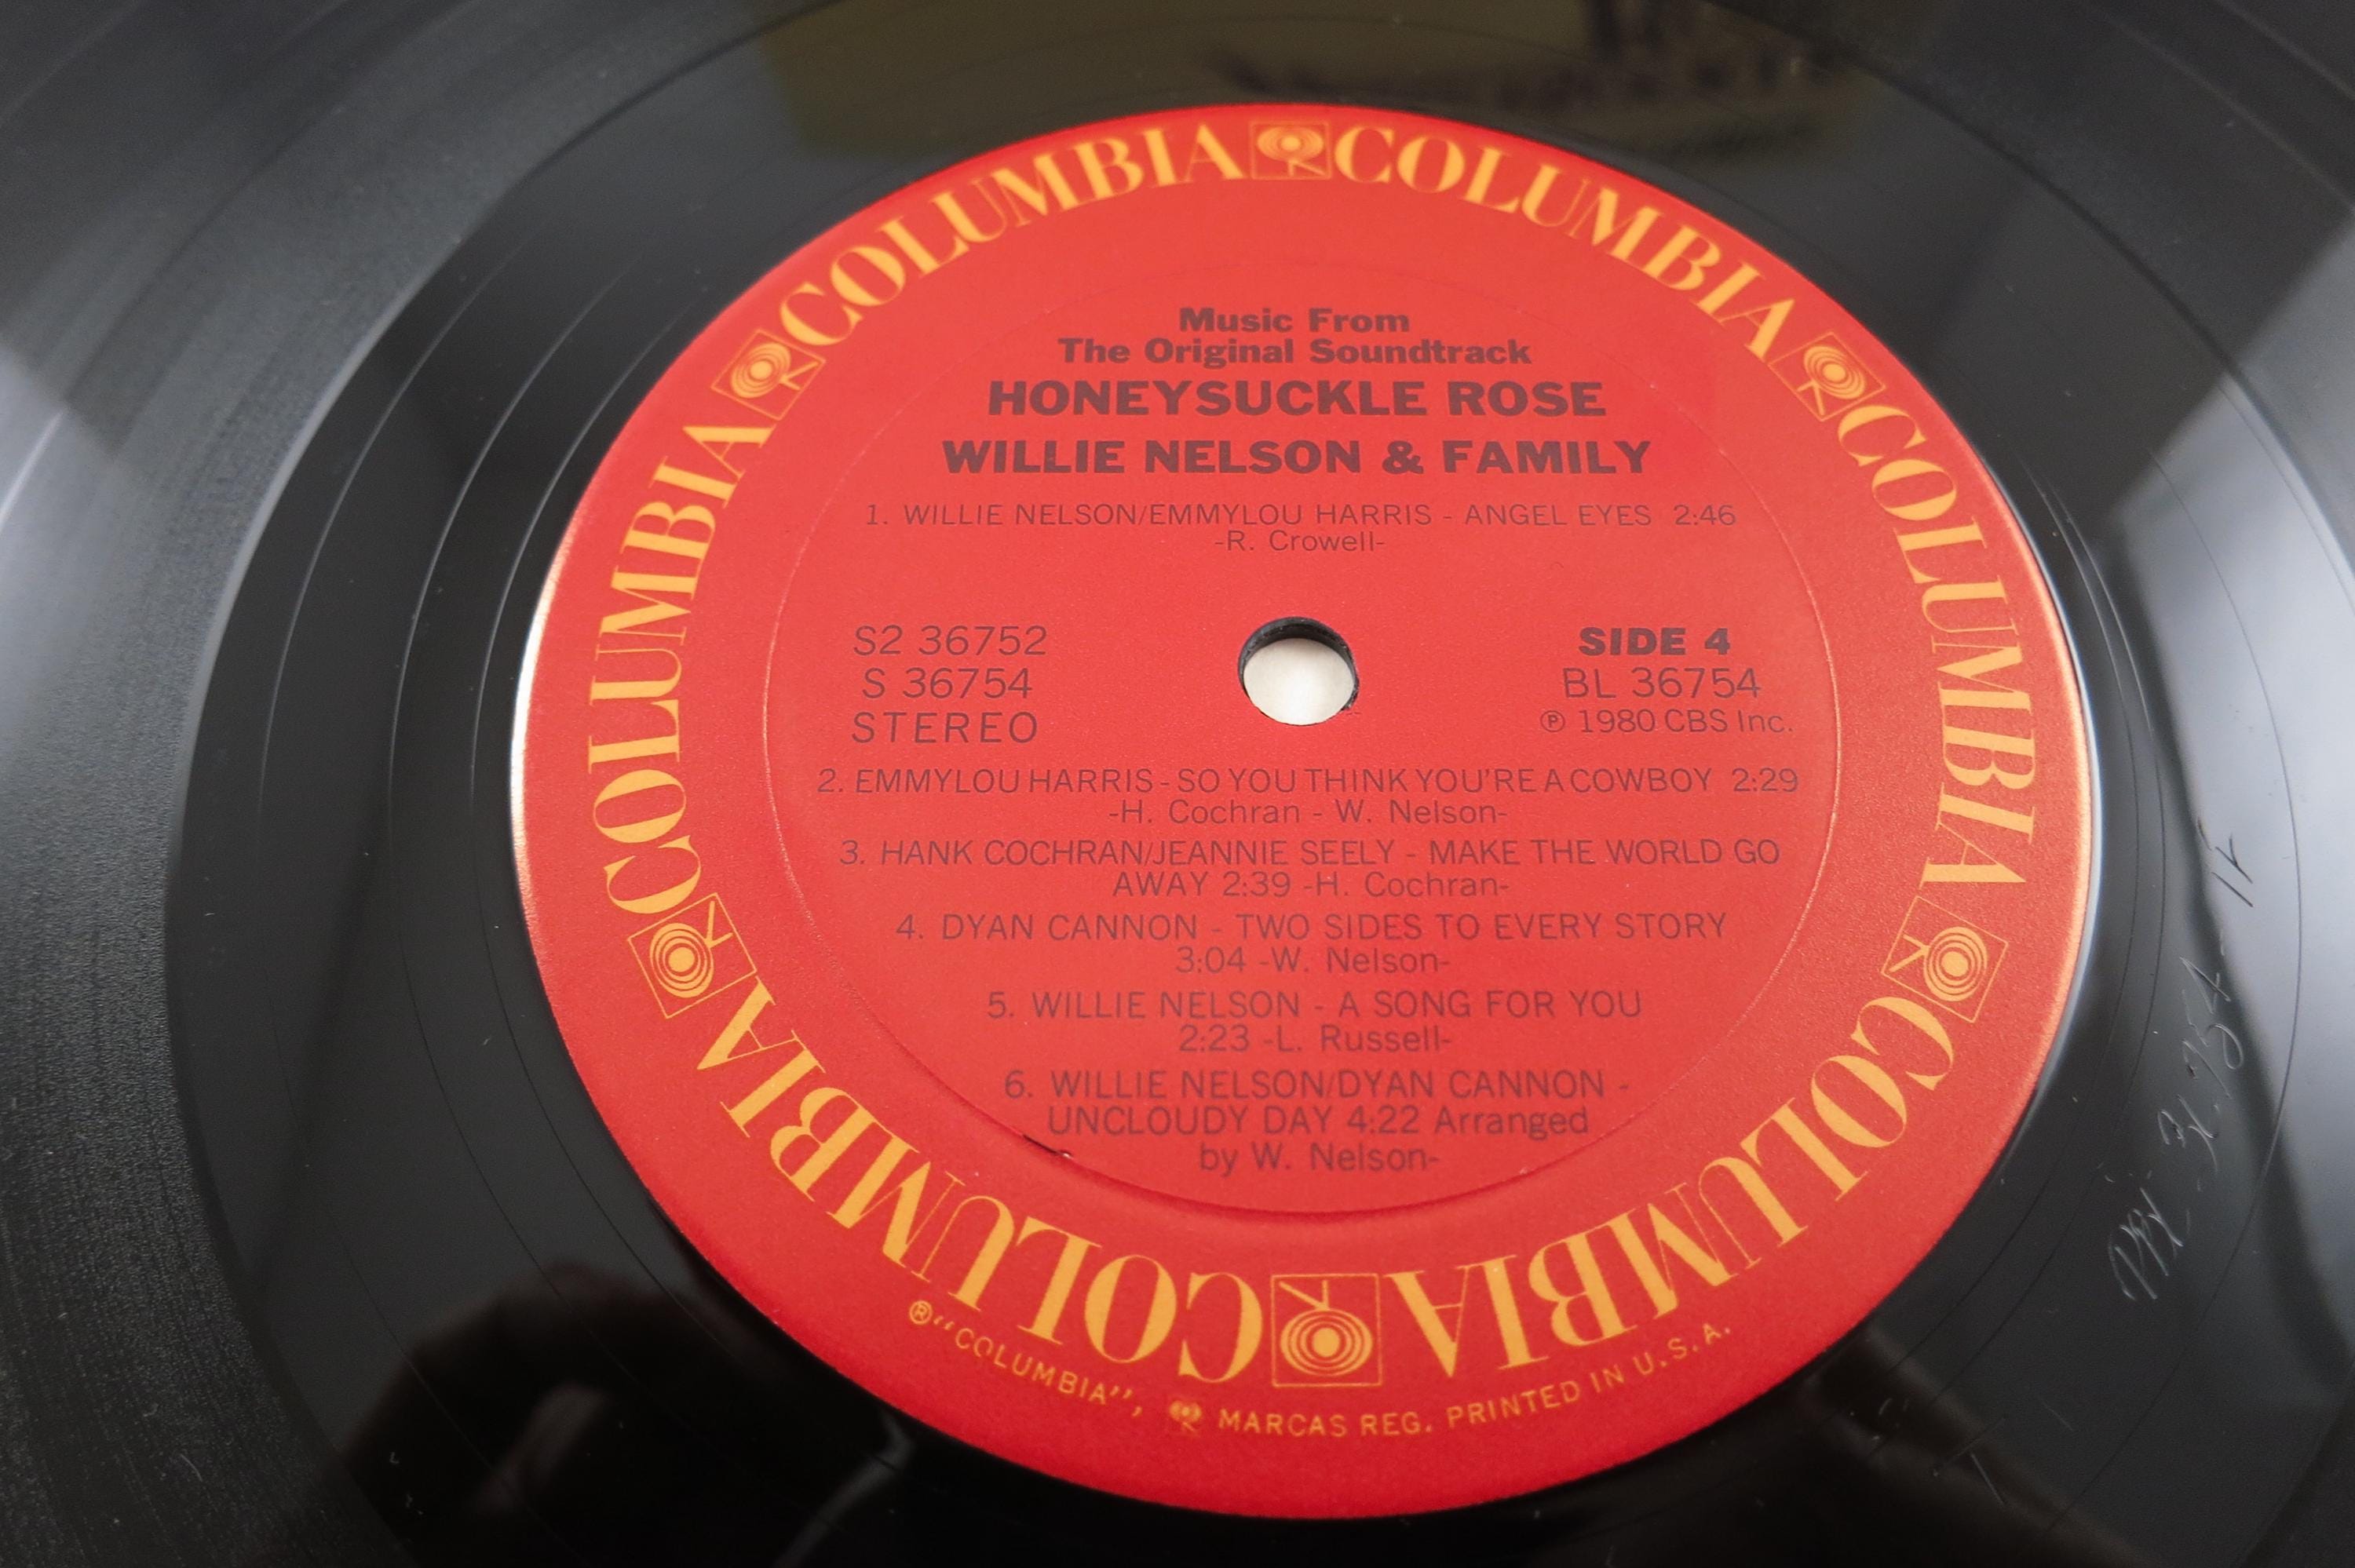 COLUMBIA COLUMBIA COLUMBIA COLUMBIA COLUMBIA COLUMBIA
Music From
The Original Soundtrack
HONEYSUCKLE ROSE
WILLIE NELSON & FAMILY
1. WILLIE NELSON/EMMYLOU HARRIS - ANGEL EYES 2:46
-R. Crowell-
S2 36752
S 36754
STEREO
SIDE 4
BL 36754
℗ 1980 CBS Inc.
2. EMMYLOU HARRIS - SO YOU THINK YOU'RE A COWBOY 2:29
-H. Cochran - W. Nelson-
3. HANK COCHRAN/JEANNIE SEELY - MAKE THE WORLD GO
AWAY 2:39 -H. Cochran-
4. DYAN CANNON - TWO SIDES TO EVERY STORY
3:04 -W. Nelson-
5. WILLIE NELSON - A SONG FOR YOU
2:23 -L. Russell-
6. WILLIE NELSON/DYAN CANNON -
UNCLOUDY DAY 4:22 Arranged
by W. Nelson-
®"COLUMBIA", MARCAS REG. PRINTED IN U.S.A.